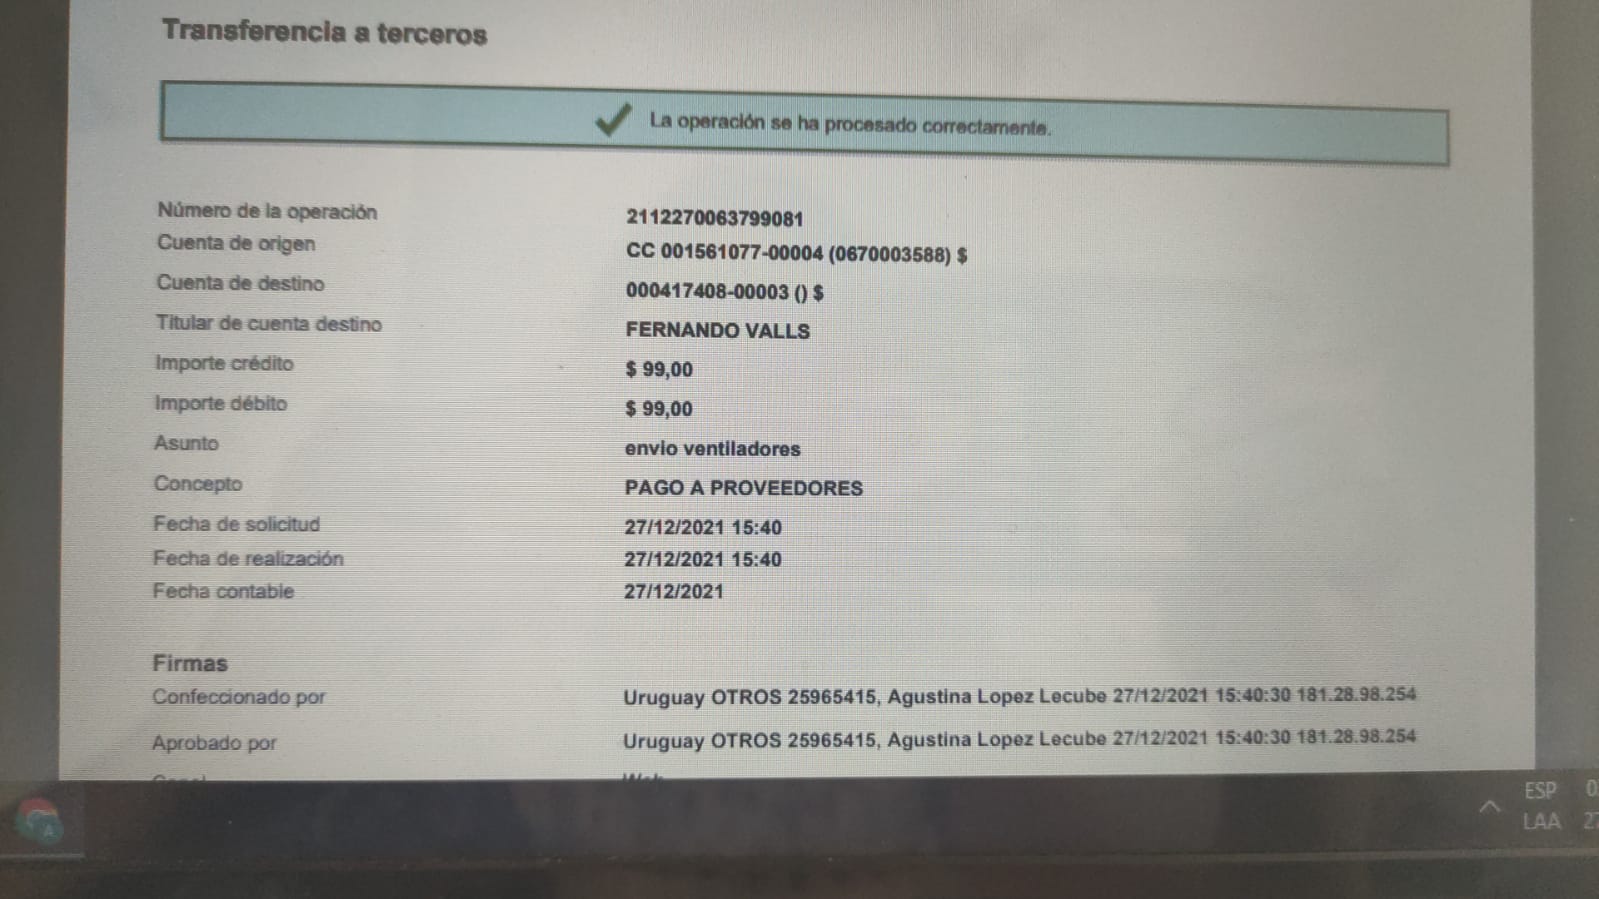 Transferencia a terceros
La operación se ha procesado correctamente.
Número de la operación 2112270063799081
Cuenta de origen CC 001561077-00004 (0670003588) $
Cuenta de destino 000417408-00003 () $
Titular de cuenta destino FERNANDO VALLS
Importe crédito $ 99,00
Importe débito $ 99,00
Asunto envio ventiladores
Concepto PAGO A PROVEEDORES
Fecha de solicitud 27/12/2021 15:40
Fecha de realización 27/12/2021 15:40
Fecha contable 27/12/2021
Firmas
Confeccionado por Uruguay OTROS 25965415, Agustina Lopez Lecube 27/12/2021 15:40:30 181.28.98.254
Aprobado por Uruguay OTROS 25965415, Agustina Lopez Lecube 27/12/2021 15:40:30 181.28.98.254
ESP
LAA